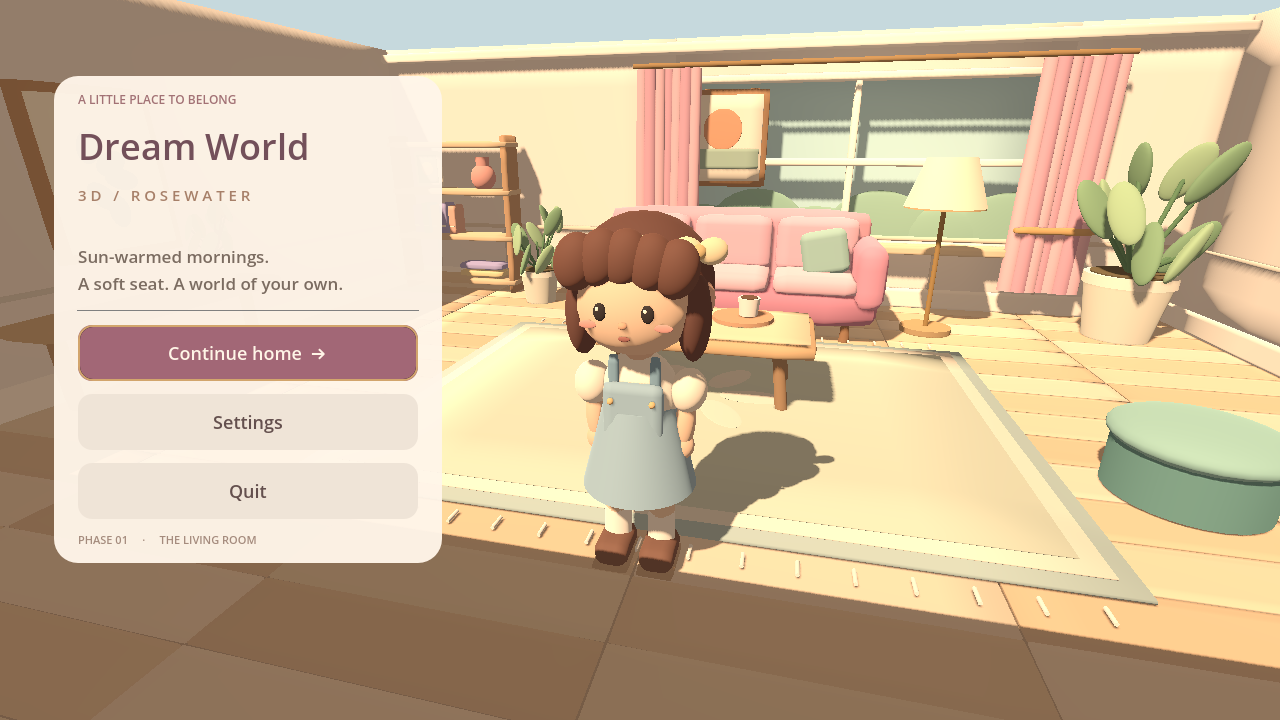 A LITTLE PLACE TO BELONG
Dream World
3D / ROSEWATER
Sun-warmed mornings.
A soft seat. A world of your own.
Continue home →
Settings
Quit
PHASE 01 · THE LIVING ROOM